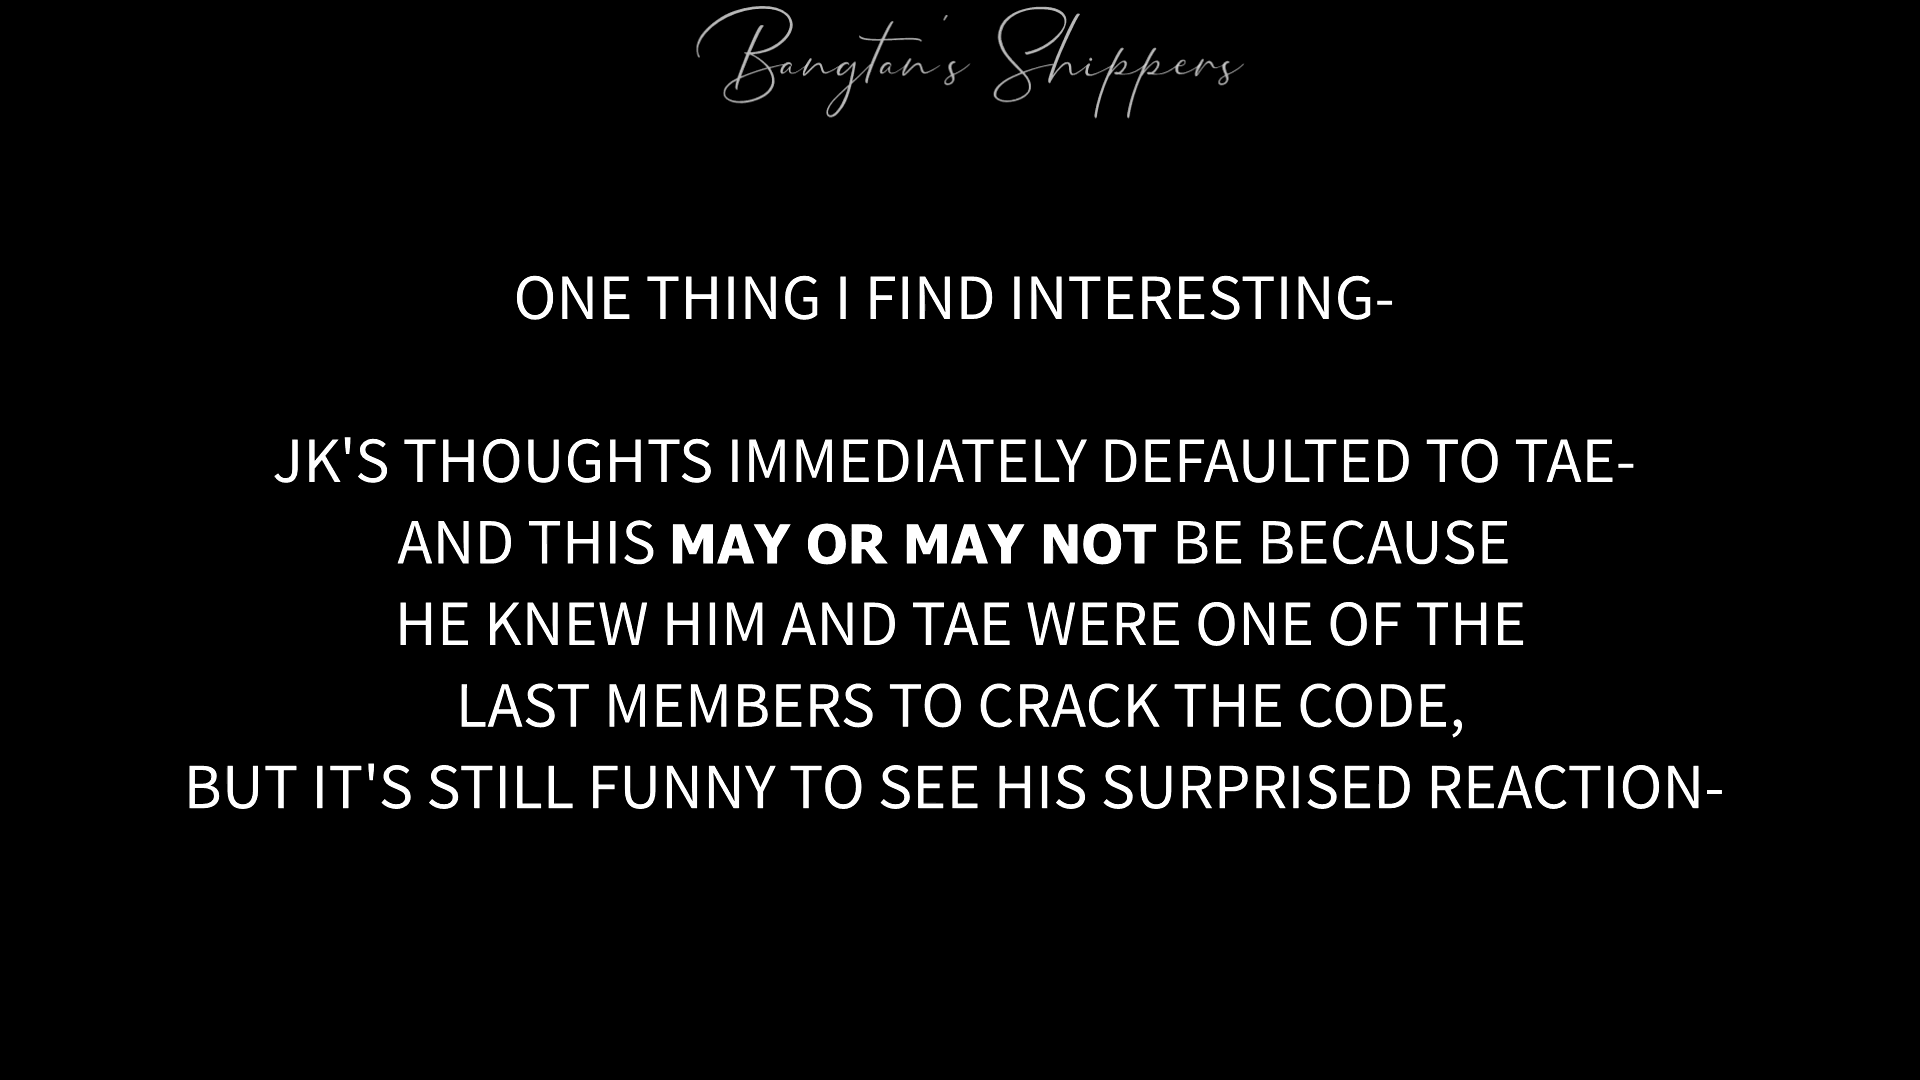 Bangtan's Shippers
ONE THING I FIND INTERESTING-
JK'S THOUGHTS IMMEDIATELY DEFAULTED TO TAE-
AND THIS MAY OR MAY NOT BE BECAUSE
HE KNEW HIM AND TAE WERE ONE OF THE
LAST MEMBERS TO CRACK THE CODE,
BUT IT'S STILL FUNNY TO SEE HIS SURPRISED REACTION-